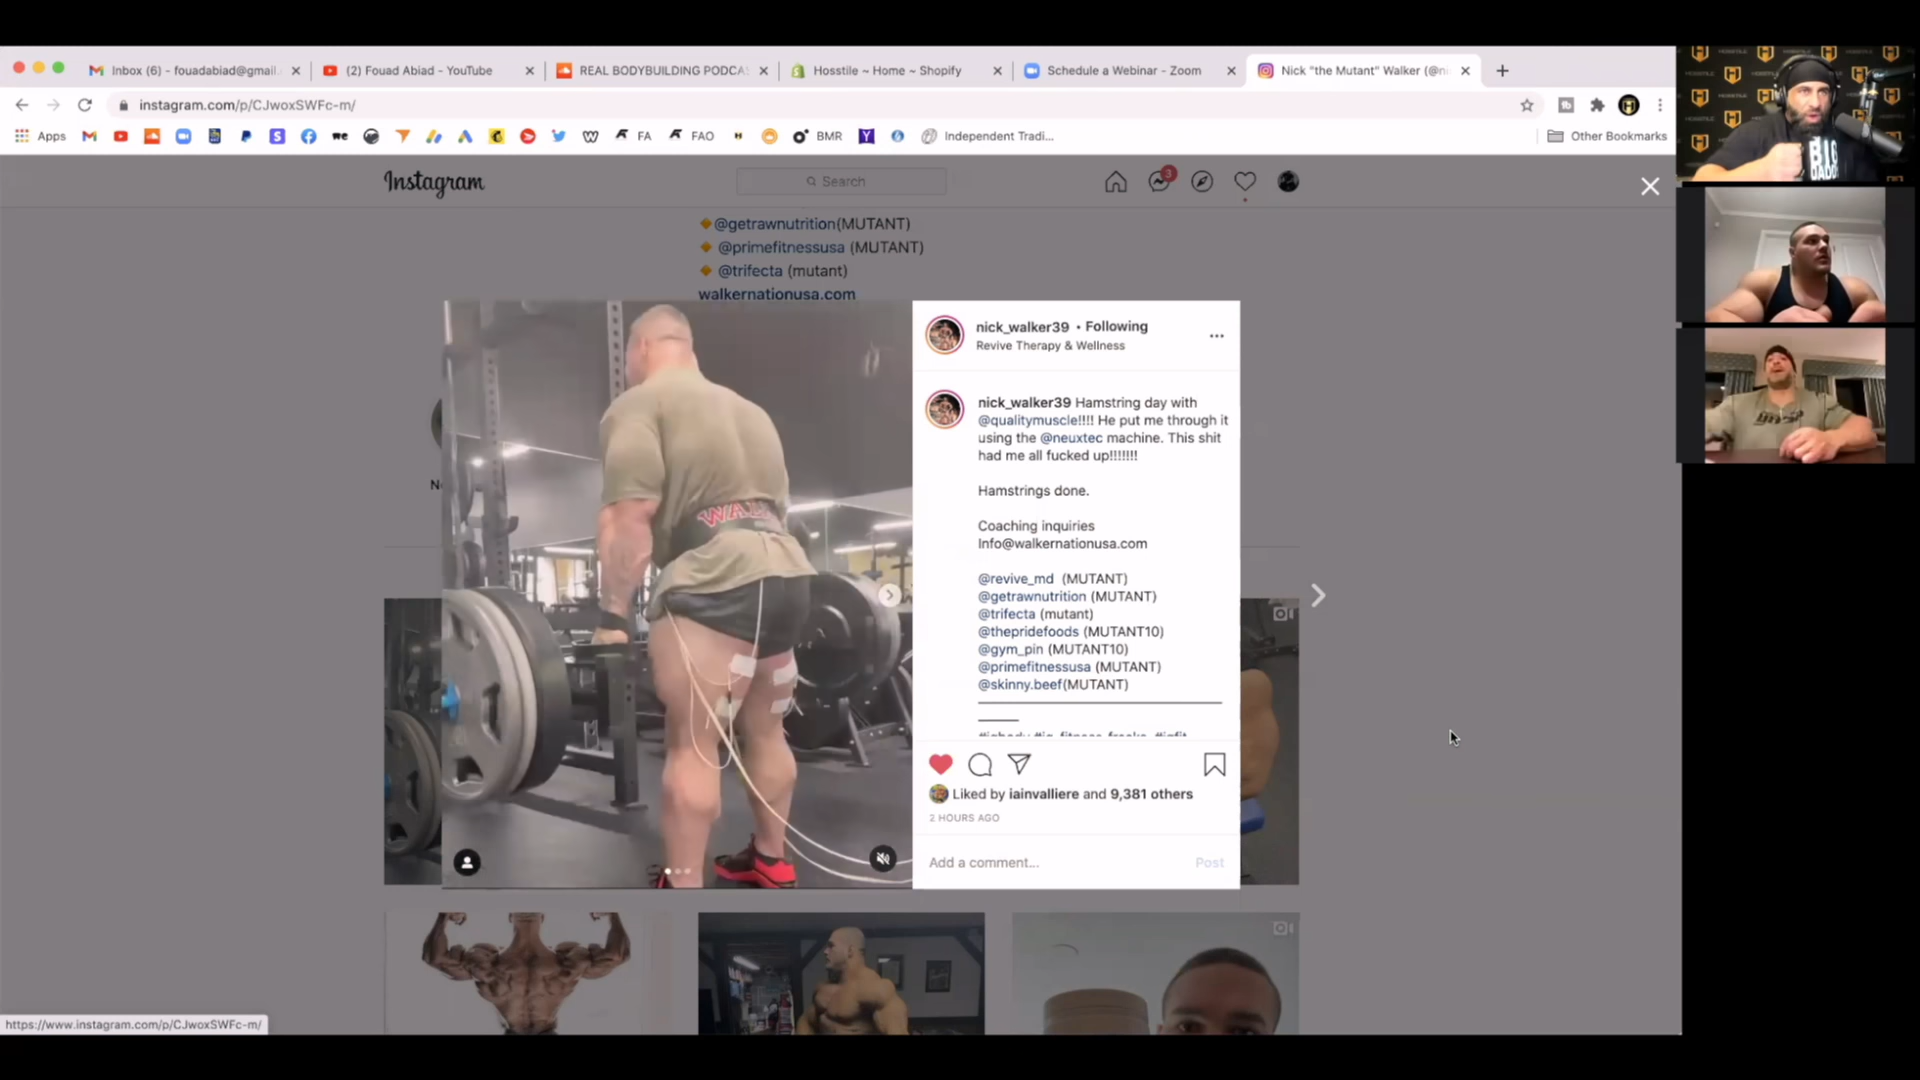 Inbox (6) - fouadabiad@gmail.
(2) Fouad Abiad - YouTube
REAL BODYBUILDING PODCA
Hosstile ~ Home ~ Shopify
Schedule a Webinar - Zoom
Nick "the Mutant" Walker (@ni
instagram.com/p/CJwoxSWFc-m/
Apps
FA
FAO
BMR
Independent Tradi...
Other Bookmarks
Instagram
Search
3
@getrawnutrition(MUTANT)
@primefitnessusa (MUTANT)
@trifecta (mutant)
walkernationusa.com
nick_walker39 • Following
Revive Therapy & Wellness
nick_walker39 Hamstring day with
@qualitymuscle!!!! He put me through it
using the @neuxtec machine. This shit
had me all fucked up!!!!!!!
Hamstrings done.
Coaching inquiries
Info@walkernationusa.com
@revive_md (MUTANT)
@getrawnutrition (MUTANT)
@trifecta (mutant)
@thepridefoods (MUTANT10)
@gym_pin (MUTANT10)
@primefitnessusa (MUTANT)
@skinny.beef(MUTANT)
Liked by iainvalliere and 9,381 others
2 HOURS AGO
Add a comment...
Post
https://www.instagram.com/p/CJwoxSWFc-m/